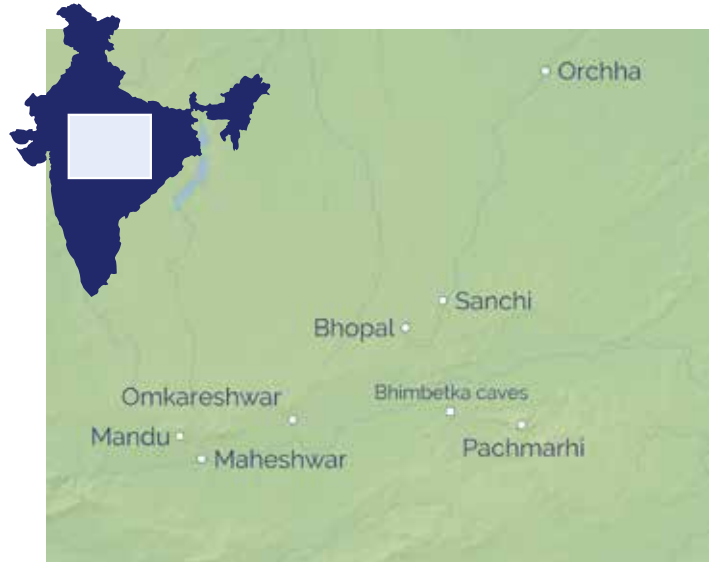 Orchha
Sanchi
Bhopal
Bhimbetka caves
Omkareshwar
Pachmarhi
Mandu
Maheshwar